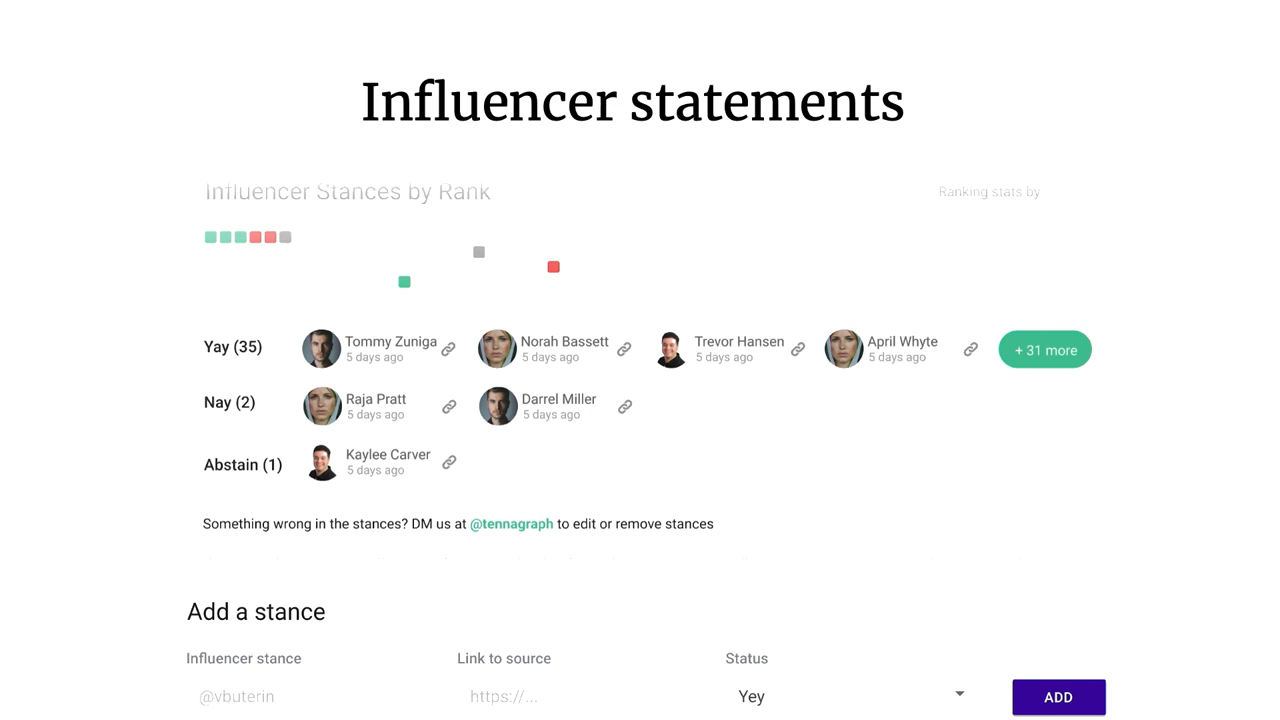 Influencer statements
Influencer Stances by Rank
Ranking stats by
Yay (35)
Tommy Zuniga
5 days ago
Norah Bassett
5 days ago
Trevor Hansen
5 days ago
April Whyte
5 days ago
+ 31 more
Nay (2)
Raja Pratt
5 days ago
Darrel Miller
5 days ago
Abstain (1)
Kaylee Carver
5 days ago
Something wrong in the stances? DM us at @tennagraph to edit or remove stances
Add a stance
Influencer stance
Link to source
Status
@vbuterin
https://...
Yey
ADD